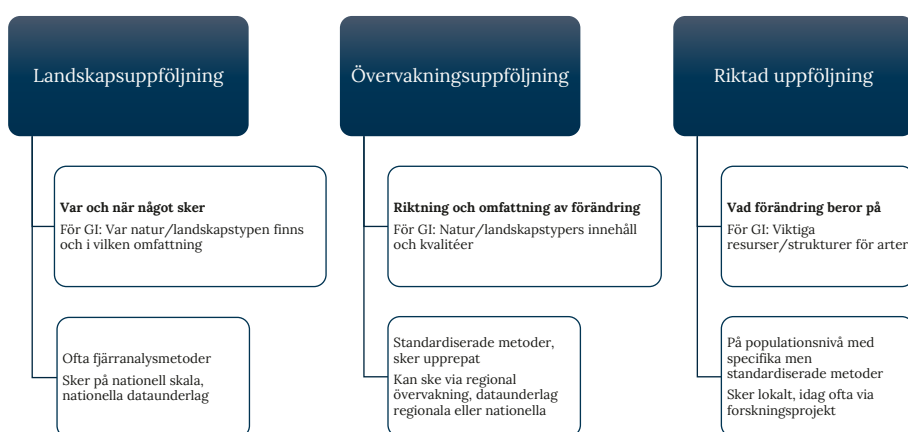 Landskapsuppföljning
Var och när något sker
För GI: Var natur/landskapstypen finns
och i vilken omfattning
Ofta fjärranalysmetoder
Sker på nationell skala,
nationella dataunderlag
Övervakningsuppföljning
Riktning och omfattning av förändring
För GI: Natur/landskapstypers innehåll
och kvalitéer
Standardiserade metoder,
sker upprepat
Kan ske via regional
övervakning, dataunderlag
regionala eller nationella
Riktad uppföljning
Vad förändring beror på
För GI: Viktiga
resurser/strukturer för arter
På populationsnivå med
specifika men
standardiserade metoder
Sker lokalt, idag ofta via
forskningsprojekt